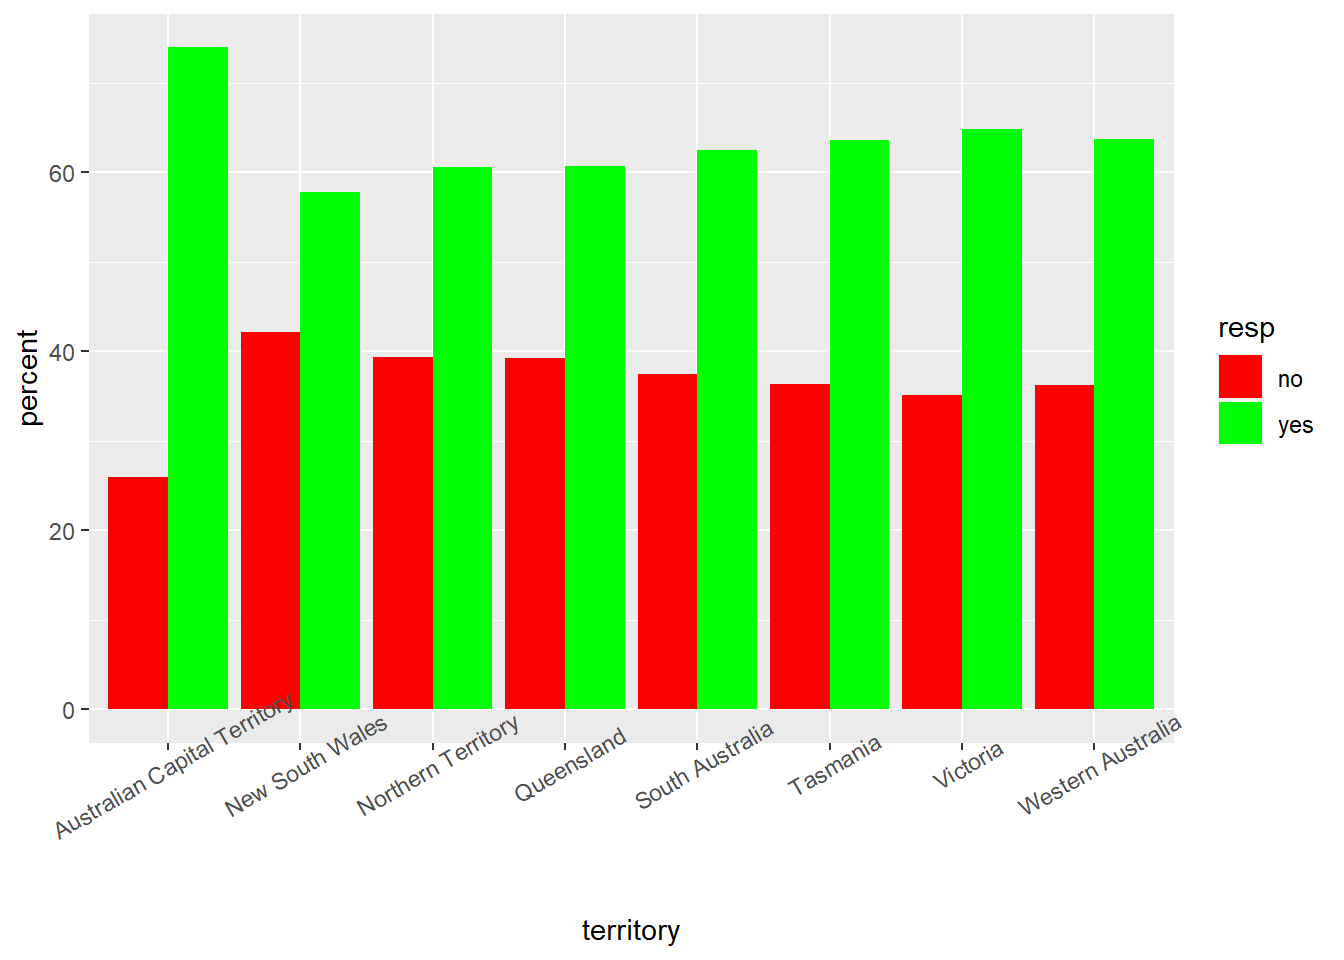 percent
60
40
20
0
Australian Capital Territory
New South Wales
Northern Territory
Queensland
South Australia
Tasmania
Victoria
Western Australia
territory
resp
no
yes